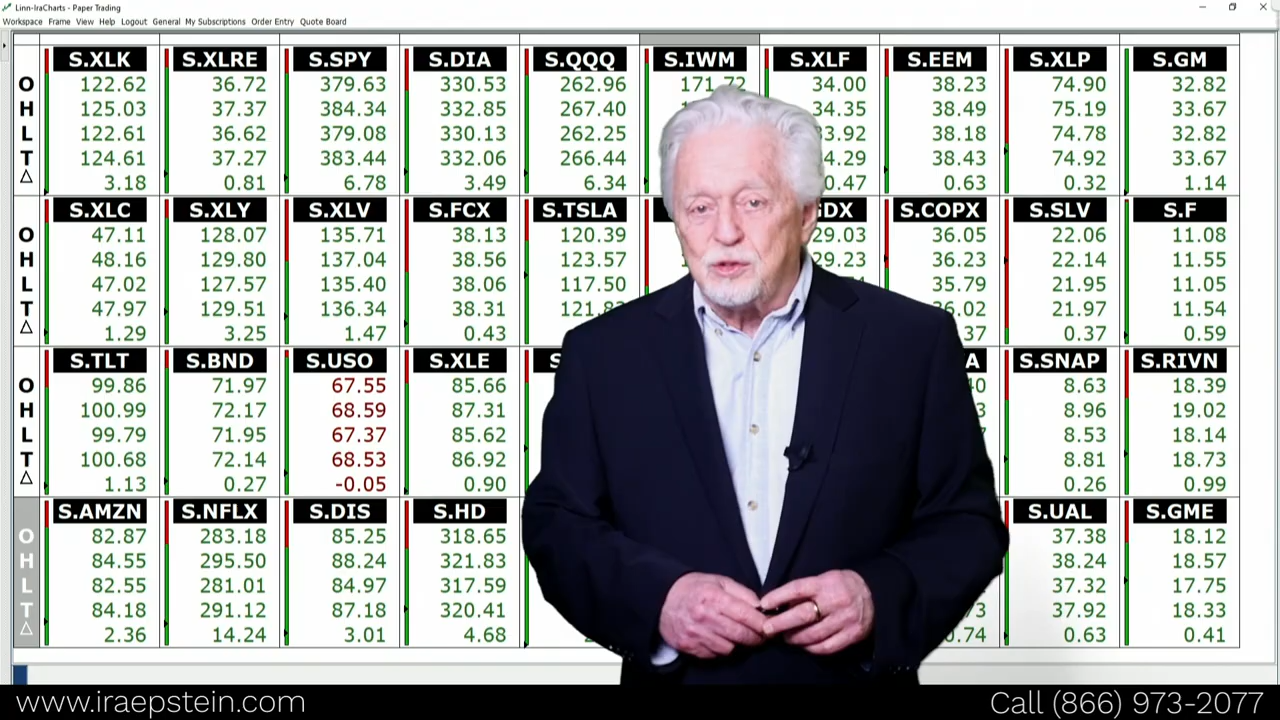 Linn-IraCharts - Paper Trading
Workspace Frame View Help Logout General My Subscriptions Order Entry Quote Board
S.XLK S.XLRE S.SPY S.DIA S.QQQ S.IWM S.XLF S.EEM S.XLP S.GM
O 122.62 36.72 379.63 330.53 262.96 171.72 34.00 38.23 74.90 32.82
H 125.03 37.37 384.34 332.85 267.40 34.35 38.49 75.19 33.67
L 122.61 36.62 379.08 330.13 262.25 38.18 74.78 32.82
T 124.61 37.27 383.44 332.06 266.44 38.43 74.92 33.67
△ 3.18 0.81 6.78 3.49 6.34 0.63 0.32 1.14
S.XLC S.XLY S.XLV S.FCX S.TSLA S.COPX S.SLV S.F
O 47.11 128.07 135.71 38.13 120.39 29.03 36.05 22.06 11.08
H 48.16 129.80 137.04 38.56 123.57 29.23 36.23 22.14 11.55
L 47.02 127.57 135.40 38.06 117.50 35.79 21.95 11.05
T 47.97 129.51 136.34 38.31 21.97 11.54
△ 1.29 3.25 1.47 0.43 0.37 0.59
S.TLT S.BND S.USO S.XLE S.SNAP S.RIVN
O 99.86 71.97 67.55 85.66 8.63 18.39
H 100.99 72.17 68.59 87.31 8.96 19.02
L 99.79 71.95 67.37 85.62 8.53 18.14
T 100.68 72.14 68.53 86.92 8.81 18.73
△ 1.13 0.27 -0.05 0.90 0.26 0.99
S.AMZN S.NFLX S.DIS S.HD S.UAL S.GME
O 82.87 283.18 85.25 318.65 37.38 18.12
H 84.55 295.50 88.24 321.83 38.24 18.57
L 82.55 281.01 84.97 317.59 37.32 17.75
T 84.18 291.12 87.18 320.41 37.92 18.33
△ 2.36 14.24 3.01 4.68 0.63 0.41
www.iraepstein.com Call (866) 973-2077